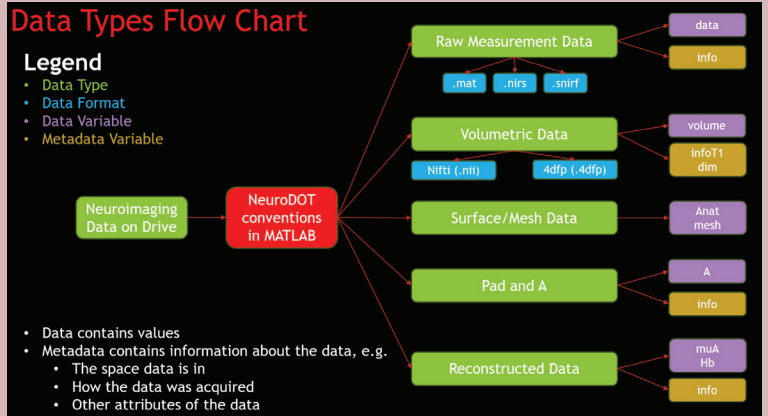 Data Types Flow Chart
Legend
• Data Type
• Data Format
• Data Variable
• Metadata Variable
Neuroimaging
Data on Drive
NeuroDOT
conventions
in MATLAB
Raw Measurement Data
.mat
.nirs
.snirf
data
info
Volumetric Data
Nifti (.nii)
4dfp (.4dfp)
volume
infoT1
dim
Surface/Mesh Data
Anat
mesh
Pad and A
A
info
Reconstructed Data
muA
Hb
info
• Data contains values
• Metadata contains information about the data, e.g.
• The space data is in
• How the data was acquired
• Other attributes of the data